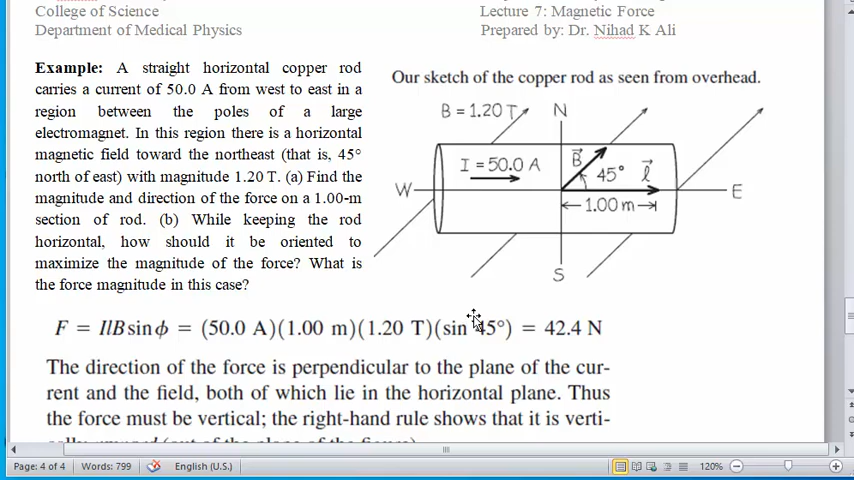 College of Science
Department of Medical Physics
Lecture 7: Magnetic Force
Prepared by: Dr. Nihad K Ali
Example: A straight horizontal copper rod
carries a current of 50.0 A from west to east in a
region between the poles of a large
electromagnet. In this region there is a horizontal
magnetic field toward the northeast (that is, 45°
north of east) with magnitude 1.20 T. (a) Find the
magnitude and direction of the force on a 1.00-m
section of rod. (b) While keeping the rod
horizontal, how should it be oriented to
maximize the magnitude of the force? What is
the force magnitude in this case?
Our sketch of the copper rod as seen from overhead.
B = 1.20 T
N
I = 50.0 A
B⃗
45°
l⃗
W
E
1.00 m
S
F = IlB sin ϕ = (50.0 A)(1.00 m)(1.20 T)(sin 45°) = 42.4 N
The direction of the force is perpendicular to the plane of the cur-
rent and the field, both of which lie in the horizontal plane. Thus
the force must be vertical; the right-hand rule shows that it is verti-
Page: 4 of 4
Words: 799
English (U.S.)
120%